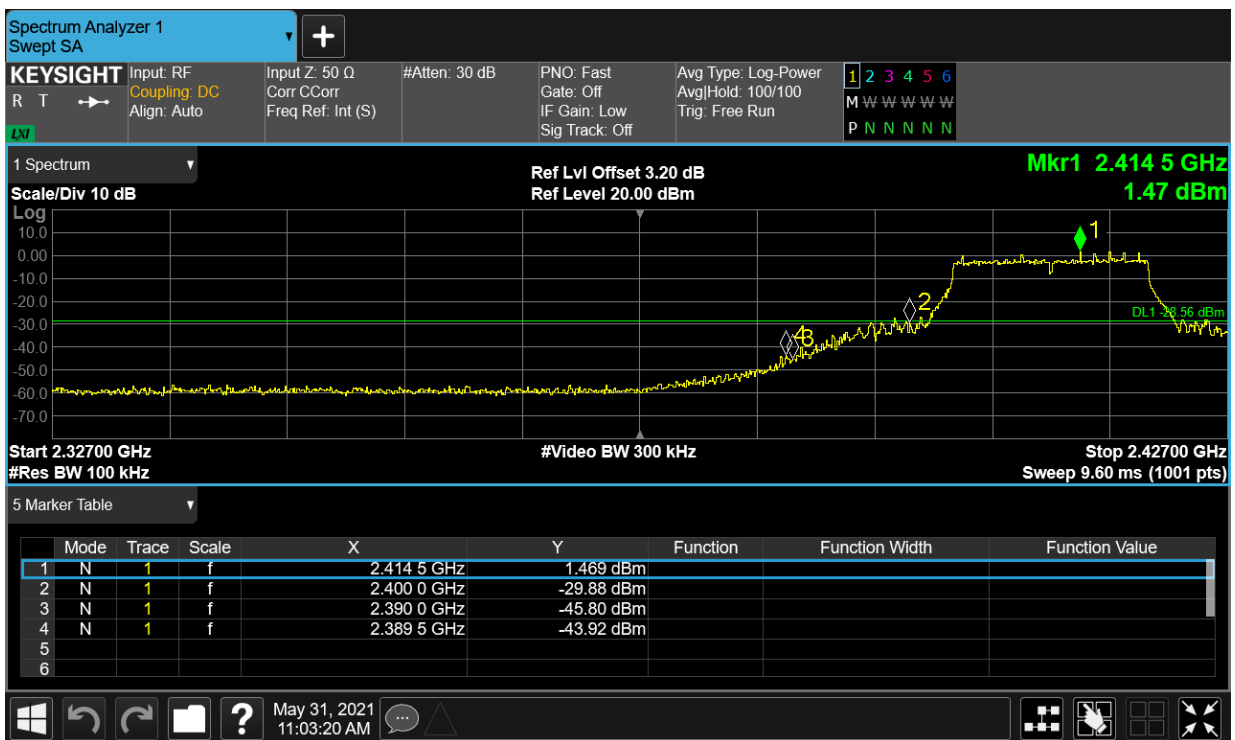 Spectrum Analyzer 1
Swept SA
KEYSIGHT
R T
LXI
Input: RF
Coupling: DC
Align: Auto
Input Z: 50 Ω
Corr CCorr
Freq Ref: Int (S)
#Atten: 30 dB
PNO: Fast
Gate: Off
IF Gain: Low
Sig Track: Off
Avg Type: Log-Power
Avg|Hold: 100/100
Trig: Free Run
1 2 3 4 5 6
M W W W W W
P N N N N N
1 Spectrum
Scale/Div 10 dB
Log
Ref Lvl Offset 3.20 dB
Ref Level 20.00 dBm
Mkr1 2.414 5 GHz
1.47 dBm
10.0
0.00
-10.0
-20.0
-30.0
-40.0
-50.0
-60.0
-70.0
1
2
4
3
DL1 -28.56 dBm
Start 2.32700 GHz
#Video BW 300 kHz
Stop 2.42700 GHz
#Res BW 100 kHz
Sweep 9.60 ms (1001 pts)
5 Marker Table
Mode Trace Scale X Y Function Function Width Function Value
1 N 1 f 2.414 5 GHz 1.469 dBm
2 N 1 f 2.400 0 GHz -29.88 dBm
3 N 1 f 2.390 0 GHz -45.80 dBm
4 N 1 f 2.389 5 GHz -43.92 dBm
5
6
?
May 31, 2021
11:03:20 AM